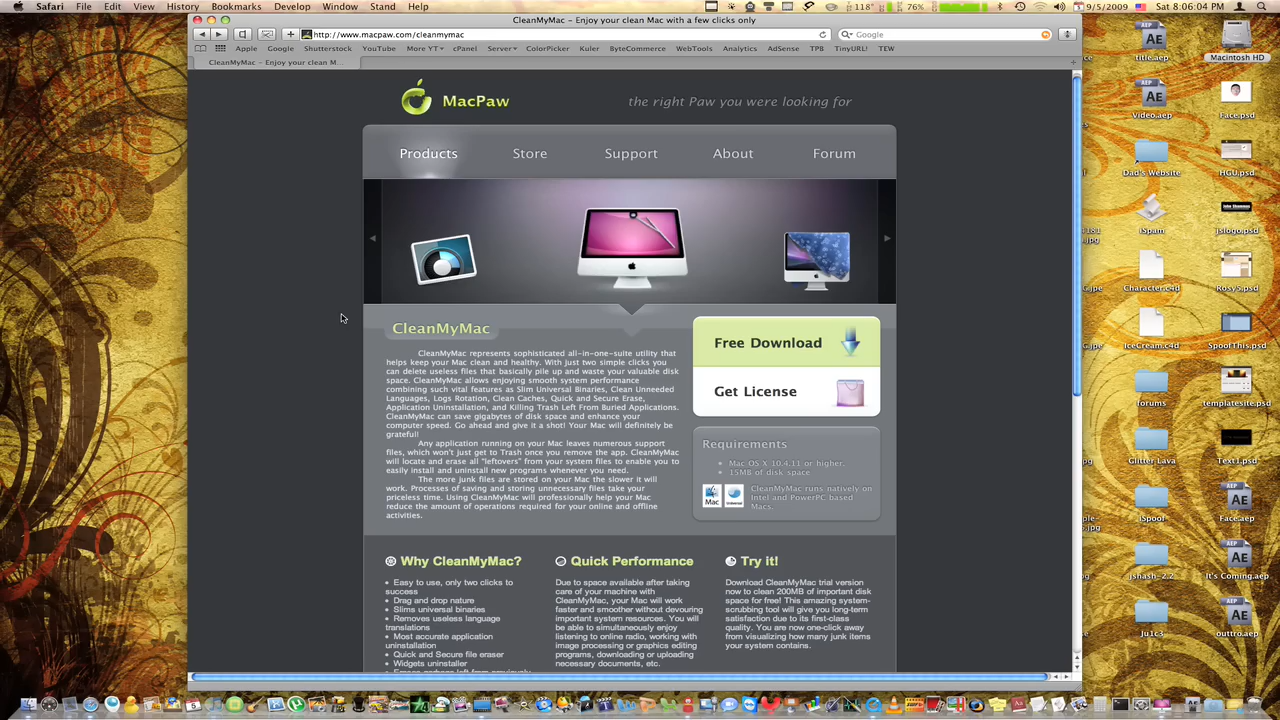 Safari File Edit View History Bookmarks Develop Window Stand Help 118° 76% 9/5/2009 5:8:06:04 PM
CleanMyMac – Enjoy your clean Mac with a few clicks only
http://www.macpaw.com/cleanmymac
Google
Apple Google Shutterstock YouTube More YT cPanel Server ColorPicker Kuler ByteCommerce WebTools Analytics AdSense TPB TinyURL! TEW
CleanMyMac – Enjoy your clean M...
MacPaw
the right Paw you were looking for
Products Store Support About Forum
CleanMyMac
CleanMyMac represents sophisticated all-in-one-suite utility that
helps keep your Mac clean and healthy. With just two simple clicks you
can delete useless files that basically pile up and waste your valuable disk
space. CleanMyMac allows enjoying smooth system performance
combining such vital features as Slim Universal Binaries, Clean Unneeded
Languages, Logs Rotation, Clean Caches, Quick and Secure Erase,
Application Uninstallation, and Killing Trash Left From Buried Applications.
CleanMyMac can save gigabytes of disk space and enhance your
computer speed. Go ahead and give it a shot! Your Mac will definitely be
grateful!
Any application running on your Mac leaves numerous support
files, which won't just get to Trash once you remove the app. CleanMyMac
will locate and erase all "leftovers" from your system files to enable you to
easily install and uninstall new programs whenever you need.
The more junk files are stored on your Mac the slower it will
work. Processes of saving and storing unnecessary files take your
priceless time. Using CleanMyMac will professionally help your Mac
reduce the amount of operations required for your online and offline
activities.
Free Download
Get License
Requirements
• Mac OS X 10.4.11 or higher.
• 15MB of disk space
Mac
Universal
CleanMyMac runs natively on
Intel and PowerPC based
Macs.
Why CleanMyMac?
• Easy to use, only two clicks to
success
• Drag and drop nature
• Slims universal binaries
• Removes useless language
translations
• Most accurate application
uninstallation
• Quick and Secure file eraser
• Widgets uninstaller
Quick Performance
Due to space available after taking
care of your machine with
CleanMyMac, your Mac will work
faster and smoother without devouring
important system resources. You will
be able to simultaneously enjoy
listening to online radio, working with
image processing or graphics editing
programs, downloading or uploading
necessary documents, etc.
Try it!
Download CleanMyMac trial version
now to clean 200MB of important disk
space for free! This amazing system-
scrubbing tool will give you long-term
satisfaction due to its first-class
quality. You are now one-click away
from visualizing how many junk items
your system contains.
title.aep
Macintosh HD
Video.aep
Face.psd
Dad's Website
HGU.psd
iSpam
jslogo.psd
Character.c4d
Rosy5.psd
IceCream.c4d
SpoofThis.psd
forums
templatesite.psd
Glitter Lava
Text1.psd
iSpoof
Face.aep
jshash-2.2
It's Coming.aep
Ju1c3
outtro.aep